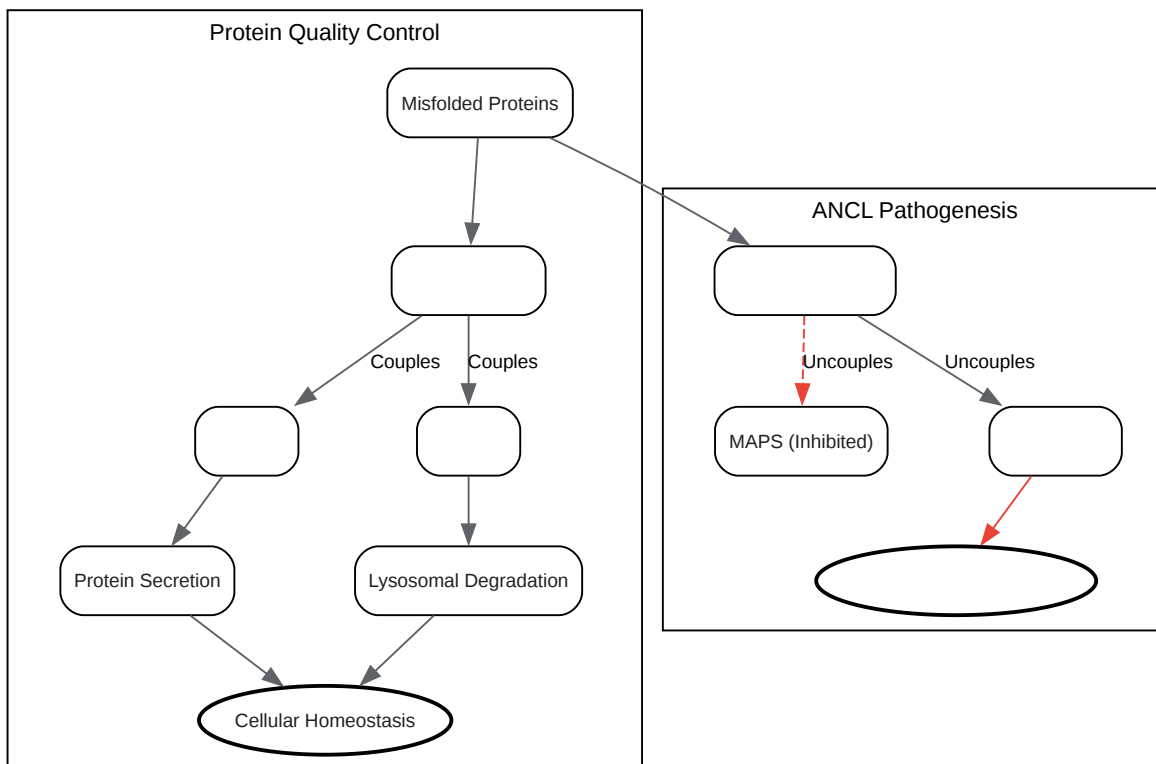 Protein Quality Control
Misfolded Proteins
ANCL Pathogenesis
Couples
Couples
Uncouples
Uncouples
MAPS (Inhibited)
Protein Secretion
Lysosomal Degradation
Cellular Homeostasis